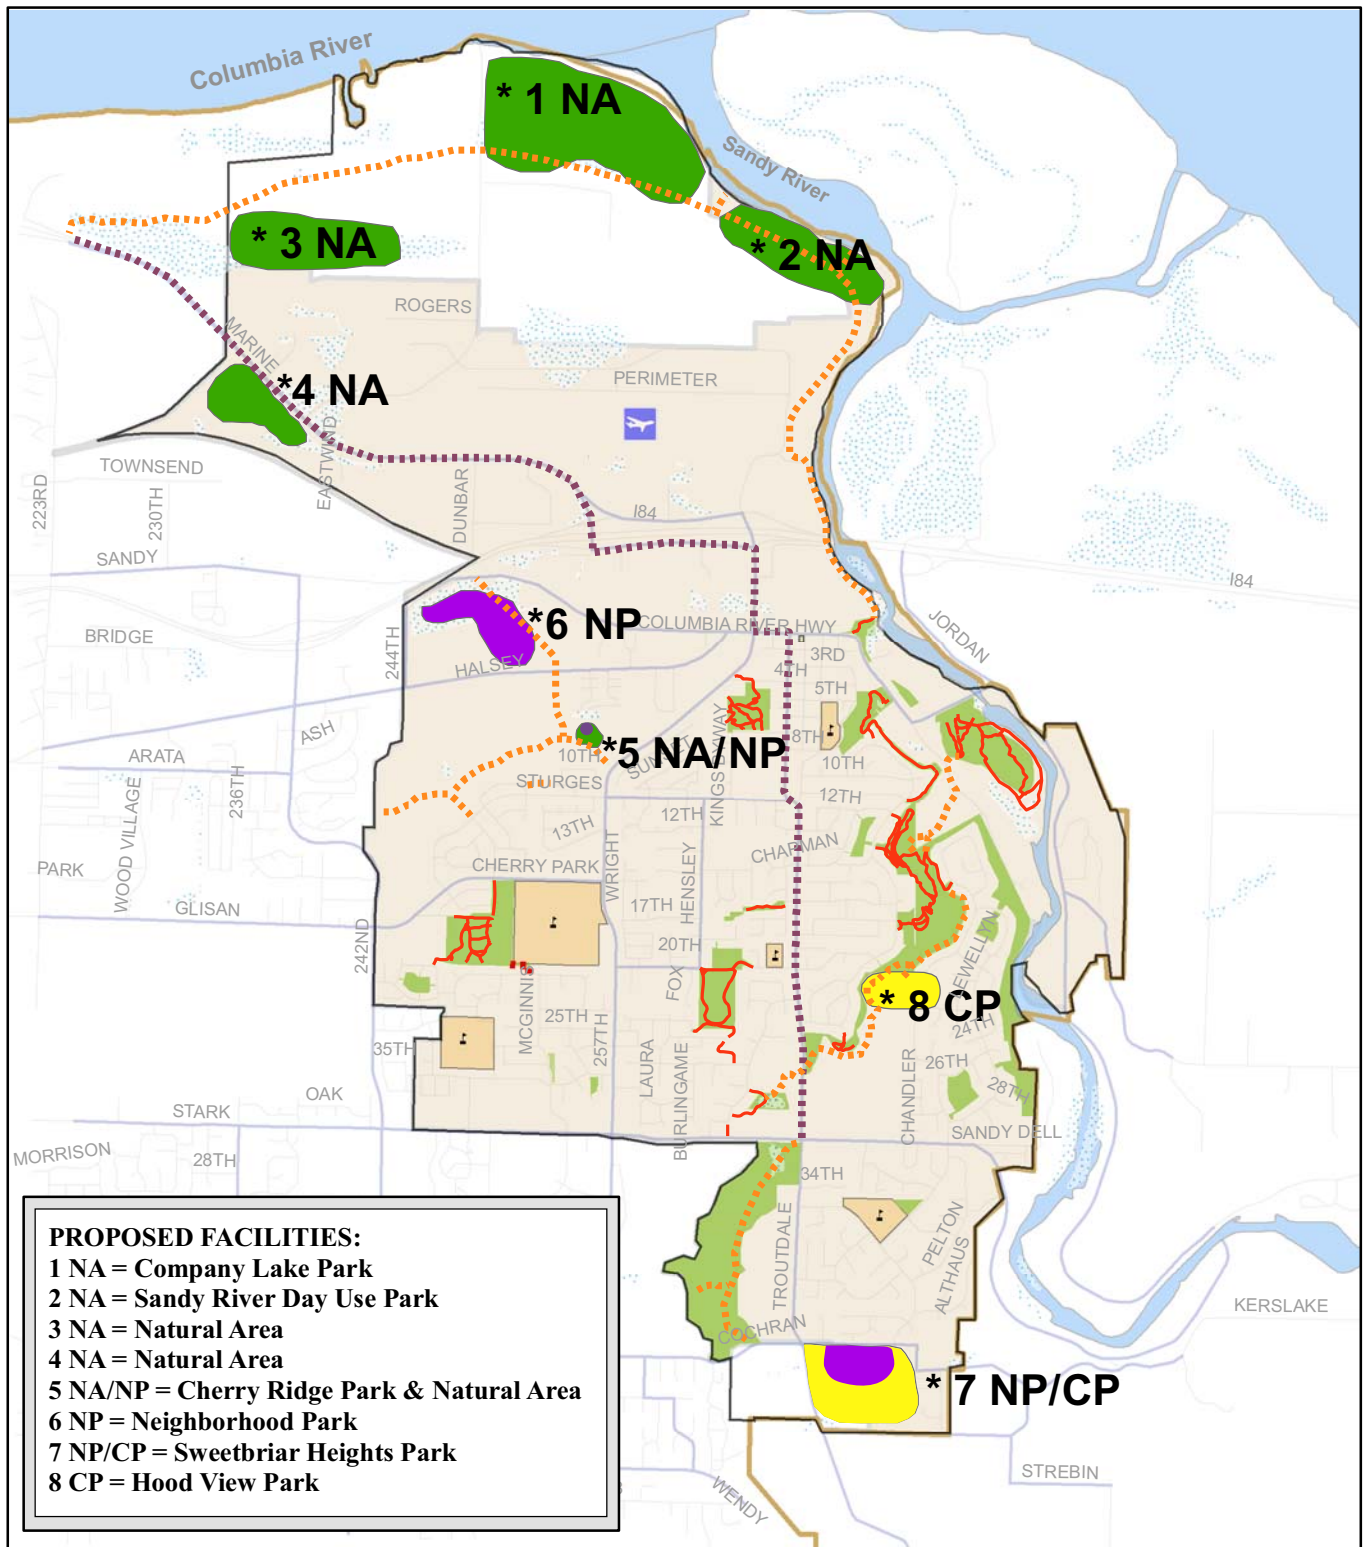 Columbia River
* 1 NA
Sandy River
* 3 NA
* 2 NA
ROGERS
MARINE
PERIMETER
*4 NA
EASTWIND
TOWNSEND
223RD
230TH
DUNBAR
I84
SANDY
I84
*6 NP
COLUMBIA RIVER HWY
JORDAN
BRIDGE
244TH
3RD
HALSEY
4TH
5TH
KINGS BYWAY
ASH
8TH
*5 NA/NP
ARATA
10TH
SUNSET
10TH
236TH
STURGES
12TH
WOOD VILLAGE
12TH
13TH
CHAPMAN
CHERRY PARK
WRIGHT
PARK
HENSLEY
GLISAN
17TH
LLEWELLYN
242ND
20TH
FOX
MCGINNIS
* 8 CP
25TH
24TH
257TH
35TH
LAURA
BURLINGAME
CHANDLER
26TH
28TH
OAK
STARK
SANDY DELL
MORRISON
28TH
34TH
TROUTDALE
PELTON
ALTHAUS
KERSLAKE
COCHRAN
* 7 NP/CP
STREBIN
WENDY
PROPOSED FACILITIES:
1 NA = Company Lake Park
2 NA = Sandy River Day Use Park
3 NA = Natural Area
4 NA = Natural Area
5 NA/NP = Cherry Ridge Park & Natural Area
6 NP = Neighborhood Park
7 NP/CP = Sweetbriar Heights Park
8 CP = Hood View Park